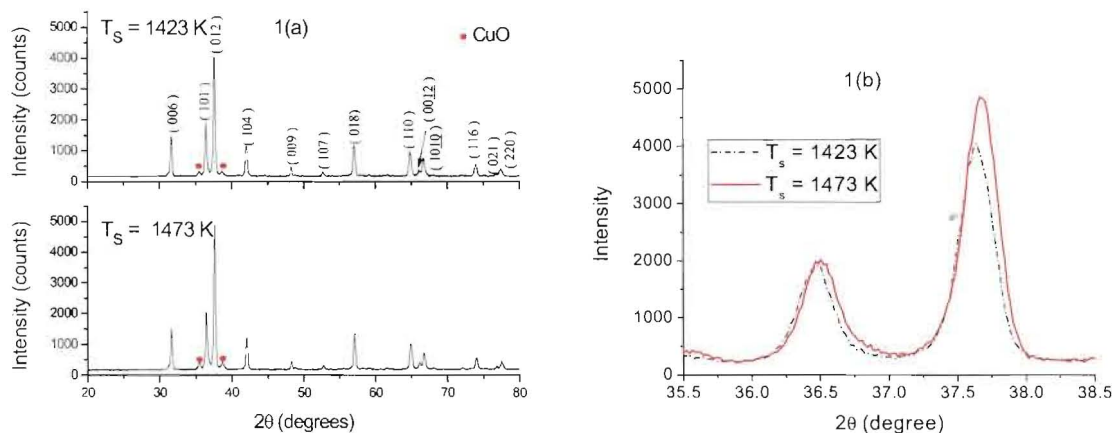 1(a)
T_S = 1423 K
CuO
Intensity (counts)
5000
4000
3000
2000
1000
0
( 006 )
( 101 )
( 012 )
( 104 )
( 009 )
( 107 )
( 018)
( 110 )
( 0012 )
( 1010 )
( 116 )
( 021 )
( 220 )
T_S = 1473 K
Intensity (counts)
5000
4000
3000
2000
1000
0
20 30 40 50 60 70 80
2θ (degrees)
1(b)
T_s = 1423 K
T_s = 1473 K
Intensity
5000
4000
3000
2000
1000
0
35.5 36.0 36.5 37.0 37.5 38.0 38.5
2θ (degree)